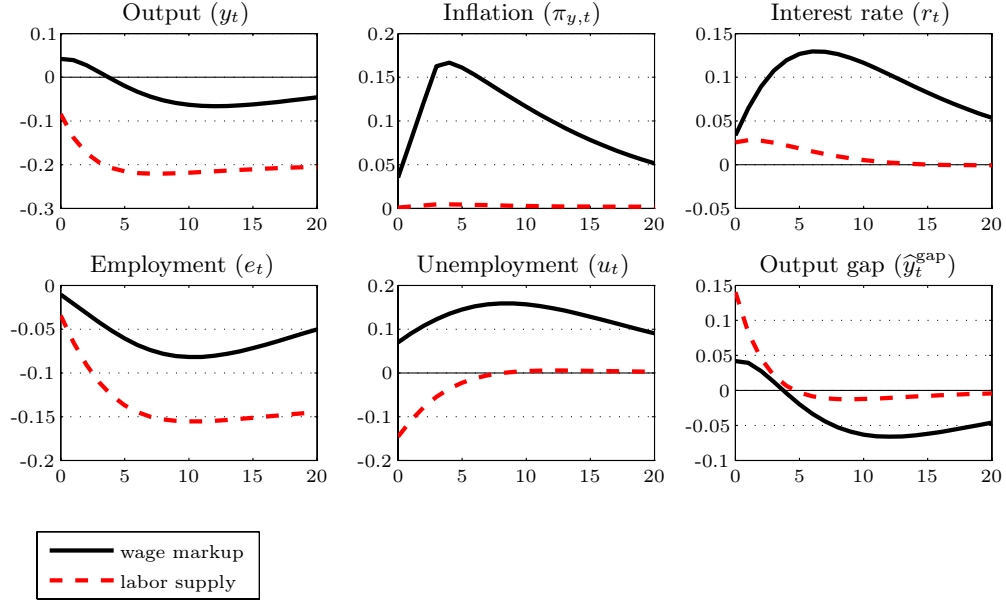 Output (y_t) Inflation (π_{y,t}) Interest rate (r_t)
0.1 0.2 0.15
0 0.15 0.1
-0.1 0.1 0.05
-0.2 0.05 0
-0.3 0 -0.05
0 5 10 15 20 0 5 10 15 20 0 5 10 15 20
Employment (e_t) Unemployment (u_t) Output gap (ŷ_t^{gap})
0 0.2 0.15
-0.05 0.1 0.1
0.05
-0.1 0 0
-0.15 -0.1 -0.05
-0.2 -0.2 -0.1
0 5 10 15 20 0 5 10 15 20 0 5 10 15 20
wage markup
labor supply